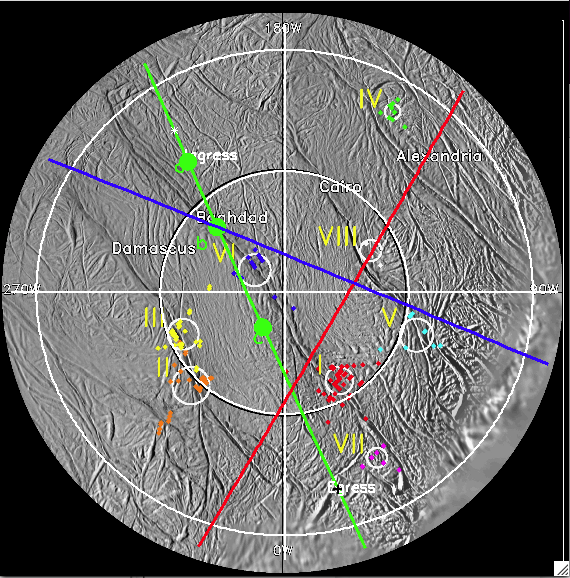 180W
IV
Ingress
Alexandria
Cairo
Baghdad
VIII
Damascus
VI
270W
90W
III
V
II
I
VII
Egress
0W